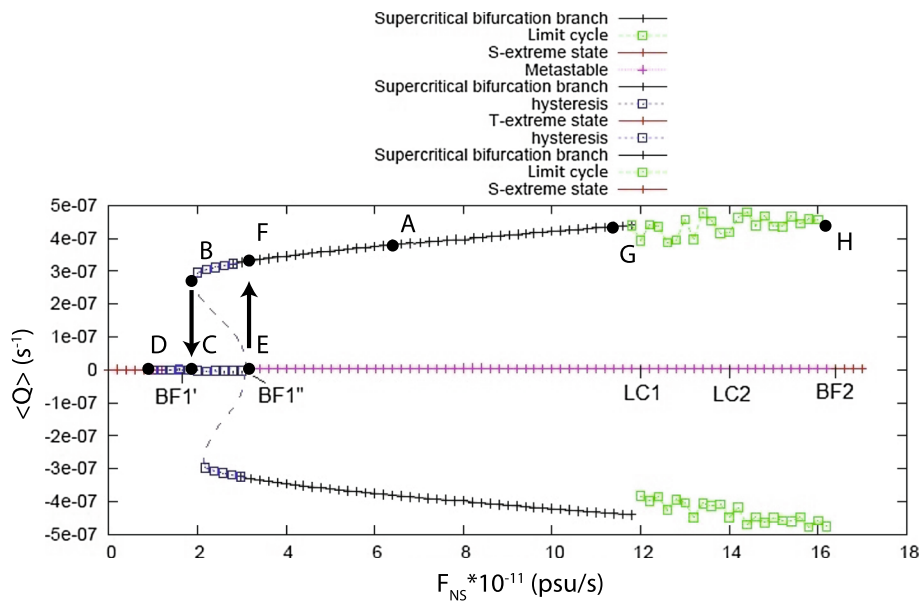 Supercritical bifurcation branch
Limit cycle
S-extreme state
Metastable
Supercritical bifurcation branch
hysteresis
T-extreme state
hysteresis
Supercritical bifurcation branch
Limit cycle
S-extreme state
5e-07
4e-07
3e-07
2e-07
1e-07
0
-1e-07
-2e-07
-3e-07
-4e-07
-5e-07
<Q> (s⁻¹)
B
F
A
G
H
D
C
E
BF1'
BF1"
LC1
LC2
BF2
0 2 4 6 8 10 12 14 16 18
F_NS*10⁻¹¹ (psu/s)